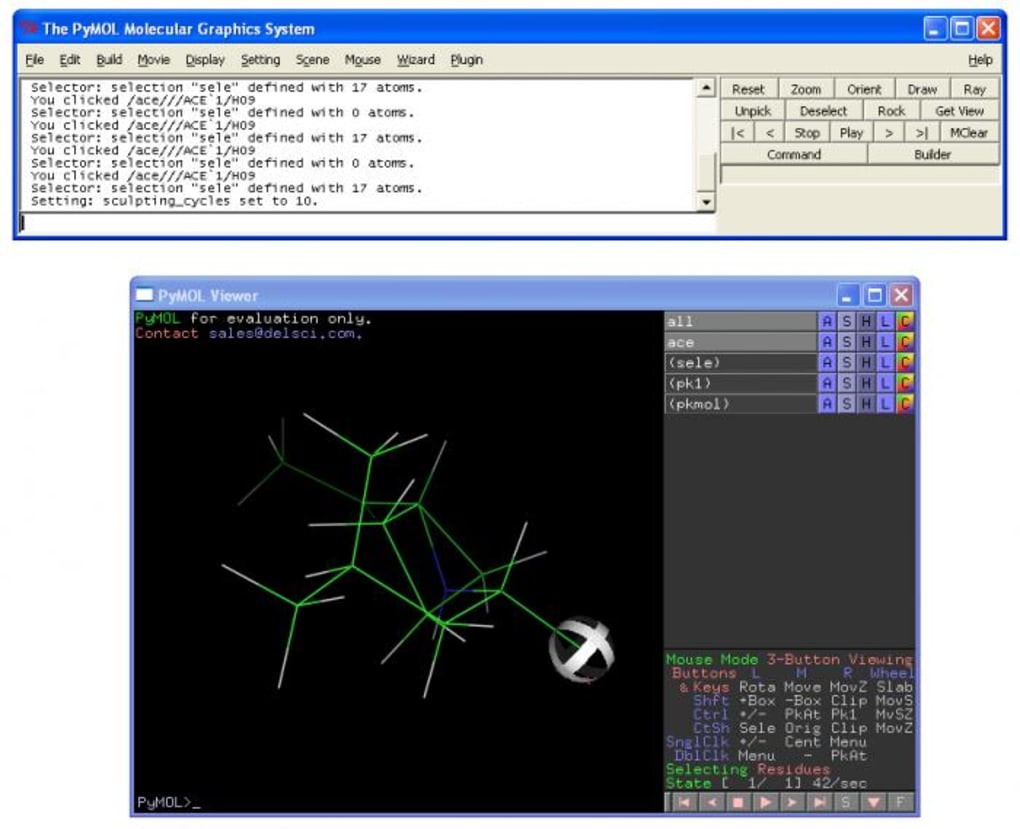 The PyMOL Molecular Graphics System
File Edit Build Movie Display Setting Scene Mouse Wizard Plugin Help
Selector: selection "sele" defined with 17 atoms.
You clicked /ace///ACE`1/H09
Selector: selection "sele" defined with 0 atoms.
You clicked /ace///ACE`1/H09
Selector: selection "sele" defined with 17 atoms.
You clicked /ace///ACE`1/H09
Selector: selection "sele" defined with 0 atoms.
You clicked /ace///ACE`1/H09
Selector: selection "sele" defined with 17 atoms.
Setting: sculpting_cycles set to 10.
Reset Zoom Orient Draw Ray
Unpick Deselect Rock Get View
|< < Stop Play > >| MClear
Command Builder
PyMOL Viewer
PyMOL for evaluation only.
Contact sales@delsci.com.
all A S H L C
ace A S H L C
(sele) A S H L C
(pk1) A S H L C
(pkmol) A S H L C
Mouse Mode 3-Button Viewing
Buttons L M R Wheel
& Keys Rota Move MovZ Slab
Shft +Box -Box Clip MovS
Ctrl +/- PkAt Pk1 MvSZ
CtSh Sele Orig Clip MovZ
SnglClk +/- Cent Menu
DblClk Menu - PkAt
Selecting Residues
State [ 1/ 1] 42/sec
PyMOL>_
S F